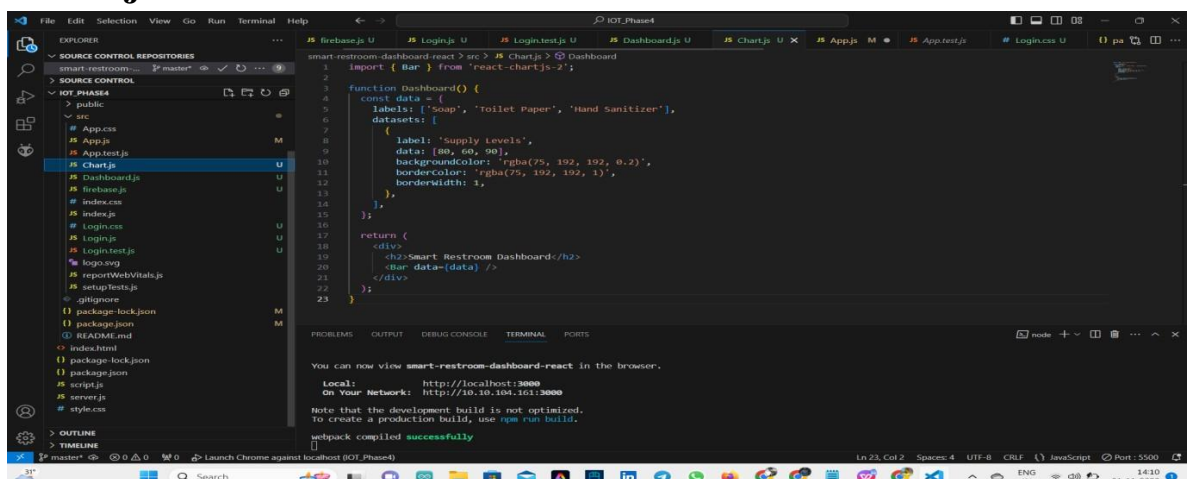 File Edit Selection View Go Run Terminal Help
IOT_Phase4
EXPLORER
SOURCE CONTROL REPOSITORIES
smart-restroom-... master* 9
SOURCE CONTROL
IOT_PHASE4
public
src
# App.css
JS App.js M
JS App.test.js
JS Chart.js U
JS Dashboard.js U
JS firebase.js U
# index.css
JS index.js
# Login.css U
JS Login.js U
JS Login.test.js U
logo.svg
JS reportWebVitals.js
JS setupTests.js
.gitignore
{} package-lock.json M
{} package.json M
README.md
<> index.html
{} package-lock.json
{} package.json
JS script.js
JS server.js
# style.css
OUTLINE
TIMELINE
JS firebase.js U JS Login.js U JS Login.test.js U JS Dashboard.js U JS Chart.js U JS App.js M JS App.test.js # Login.css U {} pa
smart-restroom-dashboard-react > src > JS Chart.js > Dashboard
1 import { Bar } from 'react-chartjs-2';
2
3 function Dashboard() {
4 const data = {
5 labels: ['Soap', 'Toilet Paper', 'Hand Sanitizer'],
6 datasets: [
7 {
8 label: 'Supply Levels',
9 data: [80, 60, 90],
10 backgroundColor: 'rgba(75, 192, 192, 0.2)',
11 borderColor: 'rgba(75, 192, 192, 1)',
12 borderWidth: 1,
13 },
14 ],
15 };
16
17 return (
18 <div>
19 <h2>Smart Restroom Dashboard</h2>
20 <Bar data={data} />
21 </div>
22 );
23 }
PROBLEMS OUTPUT DEBUG CONSOLE TERMINAL PORTS node
You can now view smart-restroom-dashboard-react in the browser.
Local: http://localhost:3000
On Your Network: http://10.10.104.161:3000
Note that the development build is not optimized.
To create a production build, use npm run build.
webpack compiled successfully
master* 0 0 0 Launch Chrome against localhost (IOT_Phase4) Ln 23, Col 2 Spaces: 4 UTF-8 CRLF {} JavaScript Port : 5500
31° Search ENG 14:10